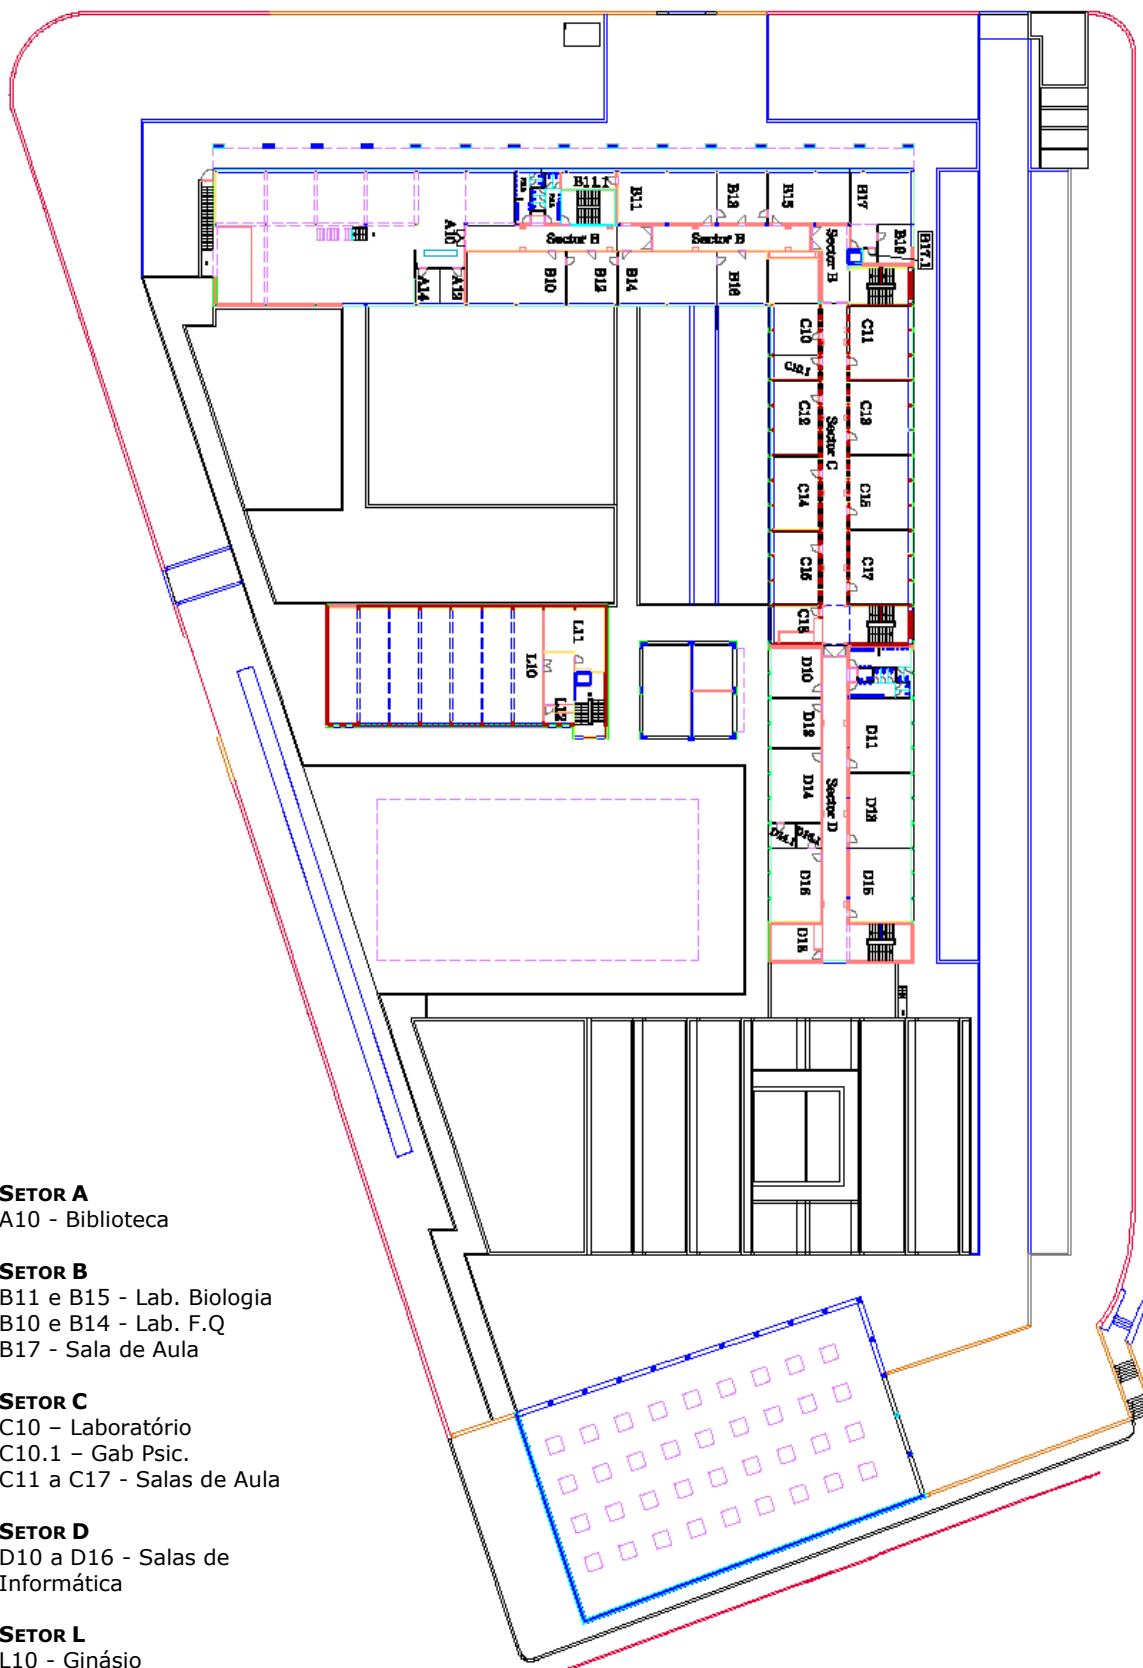 B11.1
B11
B13
B15
B17
B19
B17.1
A10
Sector B
Sector B
Sector B
A14
A12
B10
B12
B14
B16
C10
C11
C10.1
C12
C13
Sector C
C14
C15
C16
C17
C18
L11
L10
L12
D10
D12
D11
D14
Sector D
D13
D14.1
D16.1
D16
D15
D18
SETOR A
A10 - Biblioteca
SETOR B
B11 e B15 - Lab. Biologia
B10 e B14 - Lab. F.Q
B17 - Sala de Aula
SETOR C
C10 – Laboratório
C10.1 – Gab Psic.
C11 a C17 - Salas de Aula
SETOR D
D10 a D16 - Salas de
Informática
SETOR L
L10 - Ginásio